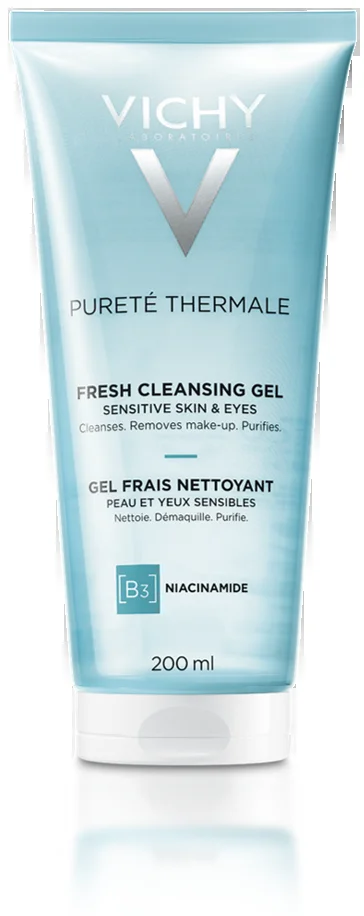 VICHY
LABORATOIRES
V
PURETÉ THERMALE
FRESH CLEANSING GEL
SENSITIVE SKIN & EYES
Cleanses. Removes make-up. Purifies.
GEL FRAIS NETTOYANT
PEAU ET YEUX SENSIBLES
Nettoie. Démaquille. Purifie.
[B3] NIACINAMIDE
200 ml